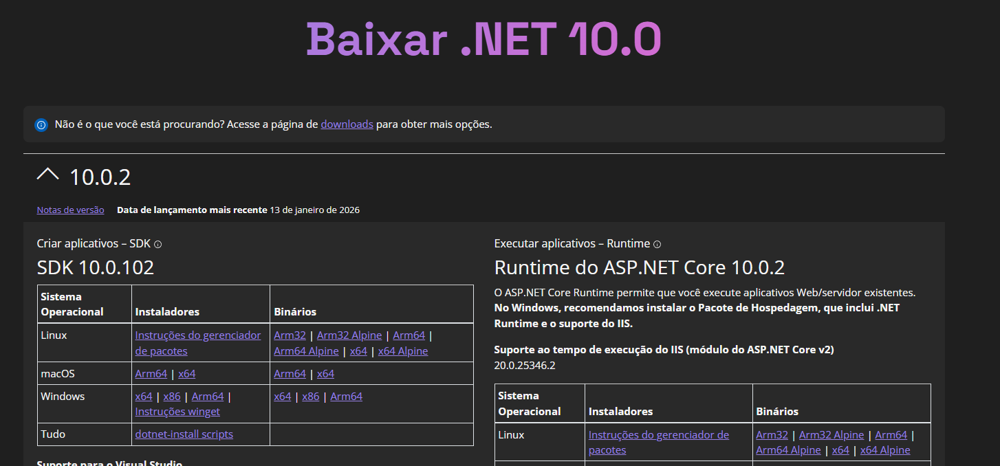 Baixar .NET 10.0
Não é o que você está procurando? Acesse a página de downloads para obter mais opções.
10.0.2
Notas de versão Data de lançamento mais recente 13 de janeiro de 2026
Criar aplicativos – SDK
SDK 10.0.102
Sistema
Operacional Instaladores Binários
Linux Instruções do gerenciador Arm32 | Arm32 Alpine | Arm64 |
de pacotes Arm64 Alpine | x64 | x64 Alpine
macOS Arm64 | x64 Arm64 | x64
Windows x64 | x86 | Arm64 | x64 | x86 | Arm64
Instruções winget
Tudo dotnet-install scripts
Suporte para o Visual Studio
Executar aplicativos – Runtime
Runtime do ASP.NET Core 10.0.2
O ASP.NET Core Runtime permite que você execute aplicativos Web/servidor existentes.
No Windows, recomendamos instalar o Pacote de Hospedagem, que inclui .NET
Runtime e o suporte do IIS.
Suporte ao tempo de execução do IIS (módulo do ASP.NET Core v2)
20.0.25346.2
Sistema
Operacional Instaladores Binários
Linux Instruções do gerenciador de Arm32 | Arm32 Alpine | Arm64 |
pacotes Arm64 Alpine | x64 | x64 Alpine